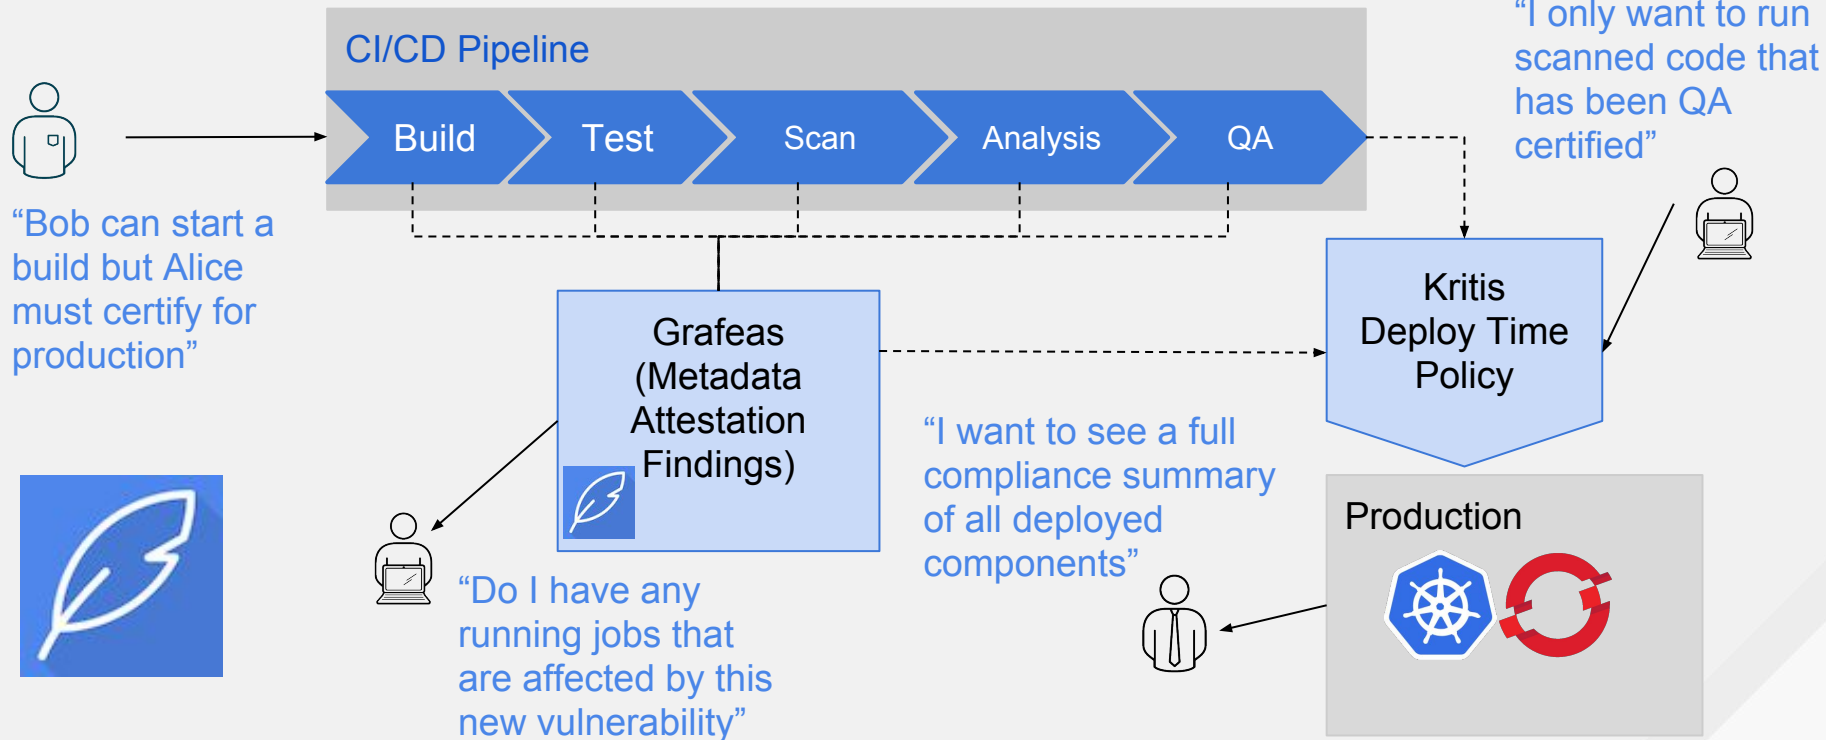 CI/CD Pipeline
Build
Test
Scan
Analysis
QA
“I only want to run
scanned code that
has been QA
certified”
“Bob can start a
build but Alice
must certify for
production”
Grafeas
(Metadata
Attestation
Findings)
Kritis
Deploy Time
Policy
“I want to see a full
compliance summary
of all deployed
components”
“Do I have any
running jobs that
are affected by this
new vulnerability”
Production